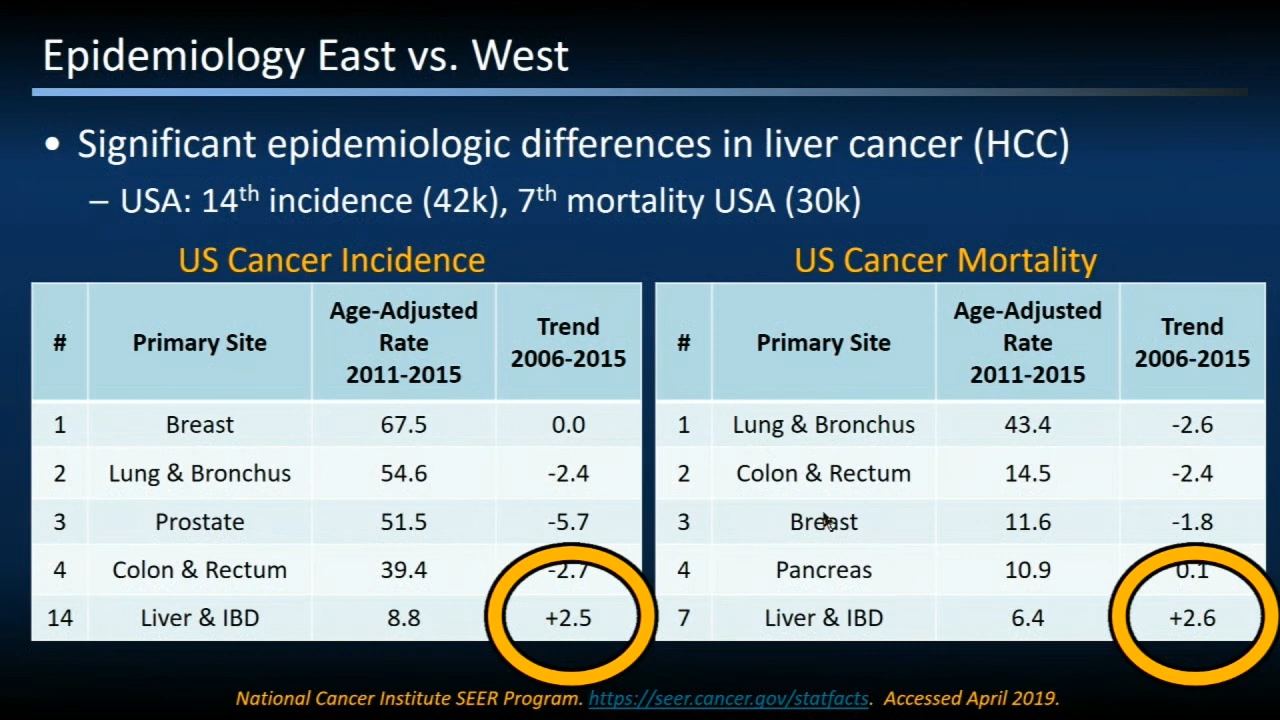 Epidemiology East vs. West
• Significant epidemiologic differences in liver cancer (HCC)
– USA: 14th incidence (42k), 7th mortality USA (30k)
US Cancer Incidence
# Primary Site Age-Adjusted Rate 2011-2015 Trend 2006-2015
1 Breast 67.5 0.0
2 Lung & Bronchus 54.6 -2.4
3 Prostate 51.5 -5.7
4 Colon & Rectum 39.4 -2.7
14 Liver & IBD 8.8 +2.5
US Cancer Mortality
# Primary Site Age-Adjusted Rate 2011-2015 Trend 2006-2015
1 Lung & Bronchus 43.4 -2.6
2 Colon & Rectum 14.5 -2.4
3 Breast 11.6 -1.8
4 Pancreas 10.9 0.1
7 Liver & IBD 6.4 +2.6
National Cancer Institute SEER Program. https://seer.cancer.gov/statfacts. Accessed April 2019.